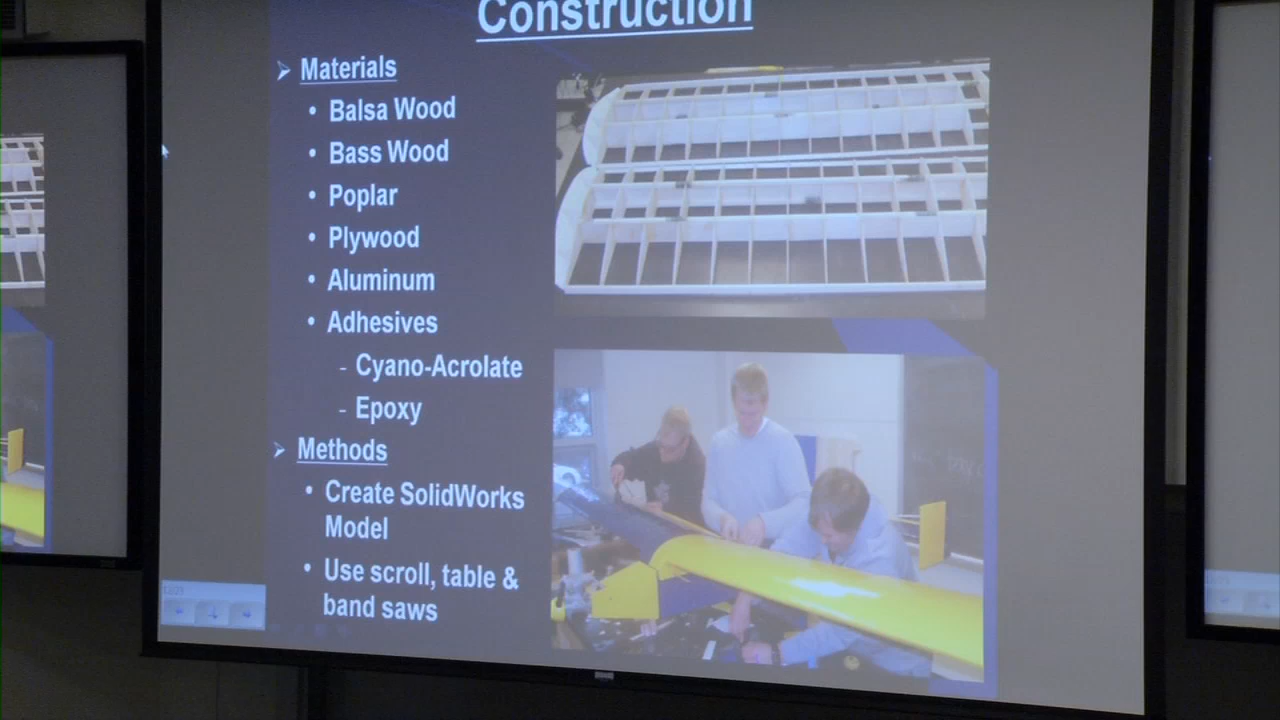 Construction
➢ Materials
• Balsa Wood
• Bass Wood
• Poplar
• Plywood
• Aluminum
• Adhesives
- Cyano-Acrolate
- Epoxy
➢ Methods
• Create SolidWorks
Model
• Use scroll, table &
band saws